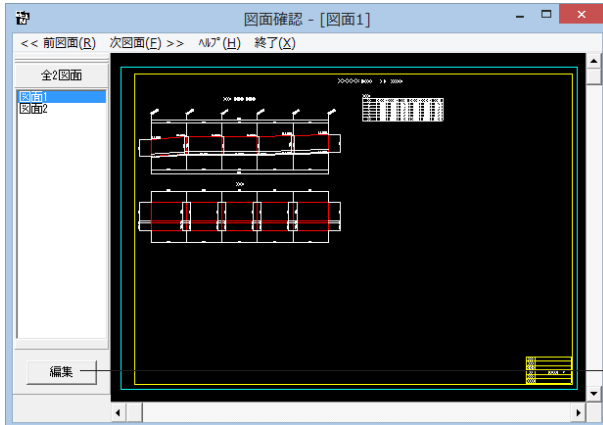 図面確認 - [図面1]
<< 前図面(R) 次図面(F) >> ﾍﾙﾌﾟ(H) 終了(X)
全2図面
図面1
図面2
編集